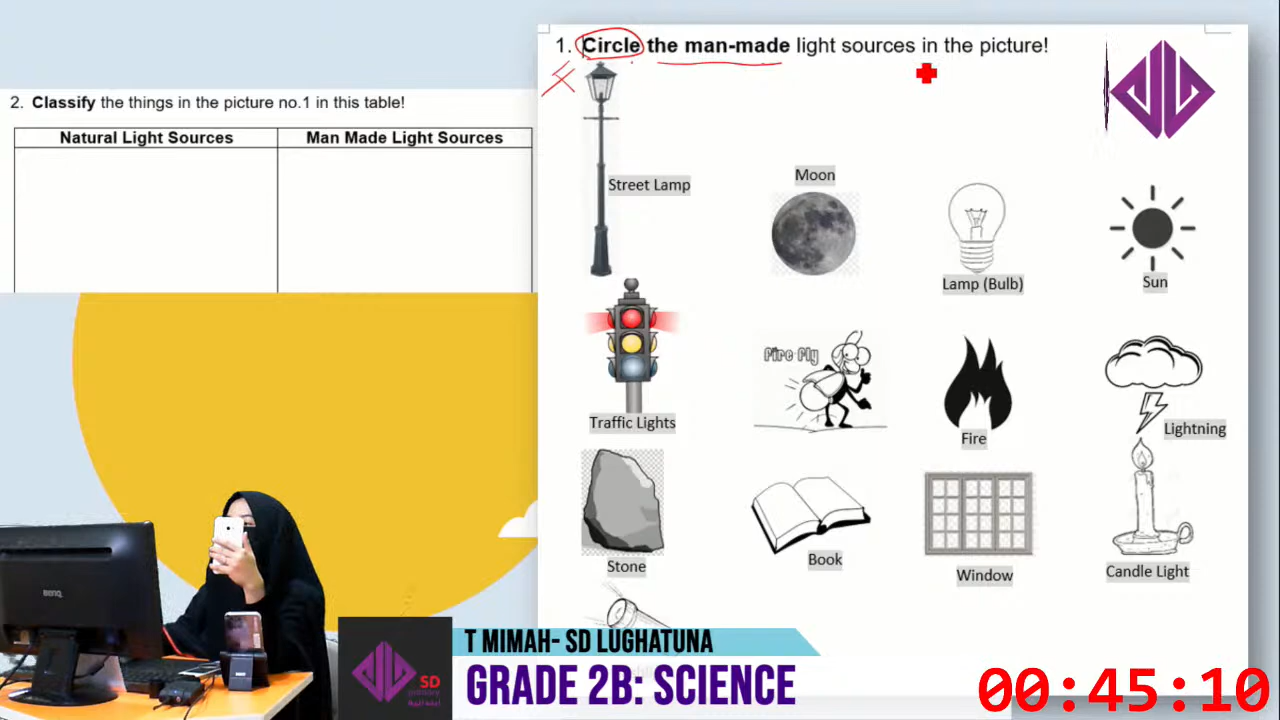 1. Circle the man-made light sources in the picture!
2. Classify the things in the picture no.1 in this table!
Natural Light Sources
Man Made Light Sources
Street Lamp
Moon
Lamp (Bulb)
Sun
Traffic Lights
Fire fly
Fire
Lightning
Stone
Book
Window
Candle Light
BenQ
SD
T MIMAH- SD LUGHATUNA
GRADE 2B: SCIENCE
00:45:10